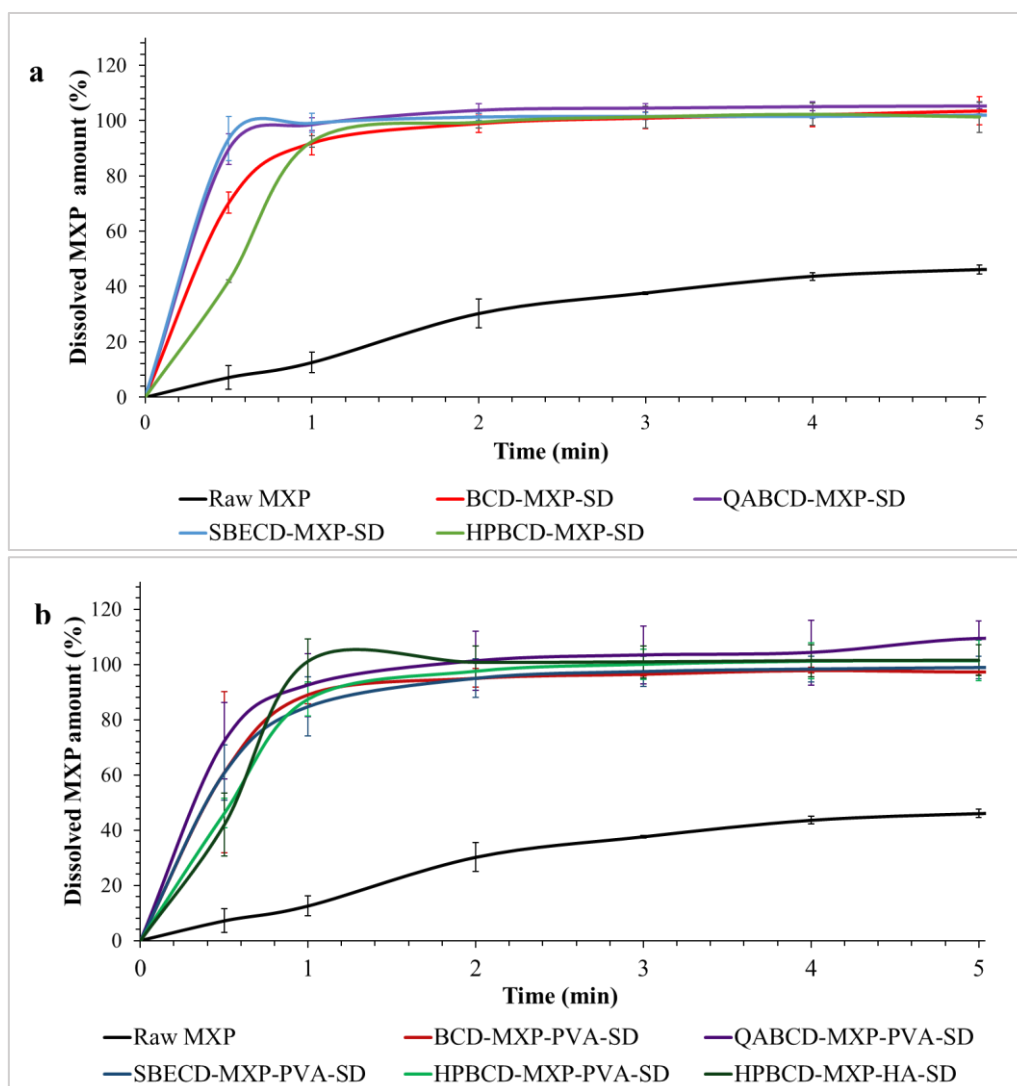 a
Dissolved MXP amount (%)
120
100
80
60
40
20
0
0 1 2 3 4 5
Time (min)
Raw MXP BCD-MXP-SD QABCD-MXP-SD
SBECD-MXP-SD HPBCD-MXP-SD
b
Dissolved MXP amount (%)
120
100
80
60
40
20
0
0 1 2 3 4 5
Time (min)
Raw MXP BCD-MXP-PVA-SD QABCD-MXP-PVA-SD
SBECD-MXP-PVA-SD HPBCD-MXP-PVA-SD HPBCD-MXP-HA-SD